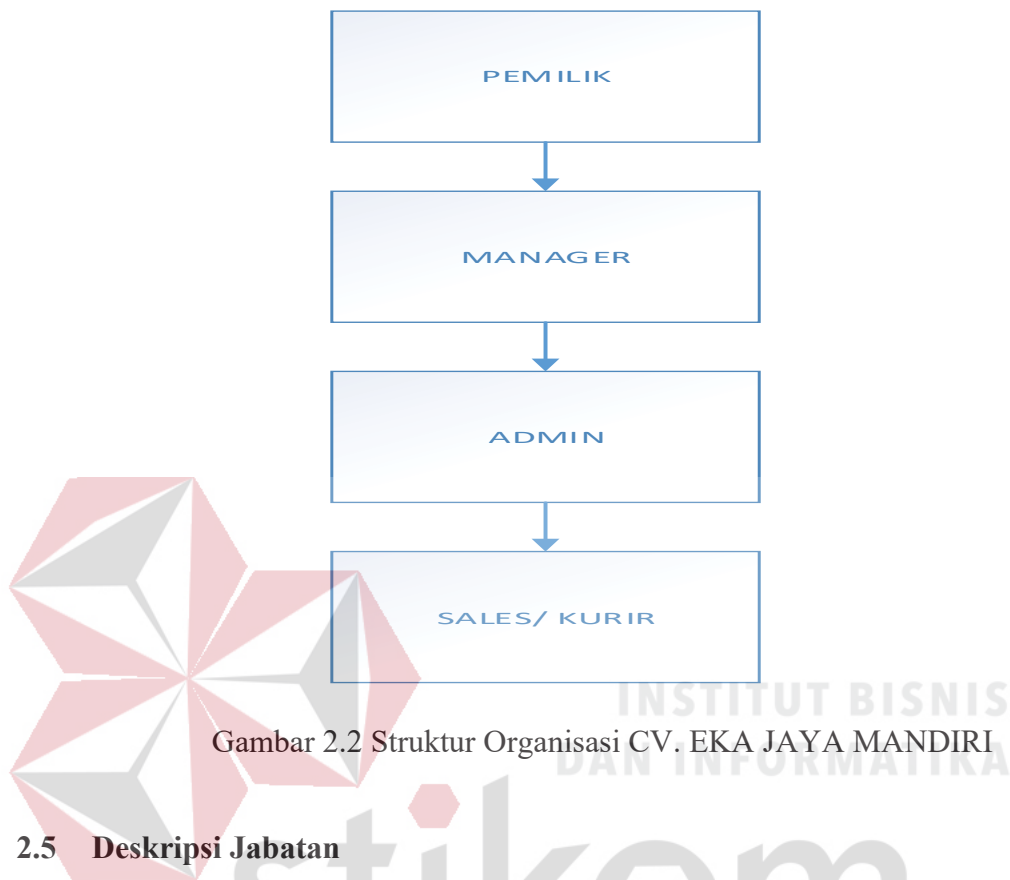 PEMILIK
MANAGER
ADMIN
SALES/ KURIR
INSTITUT BISNIS
DAN INFORMATIKA
Gambar 2.2 Struktur Organisasi CV. EKA JAYA MANDIRI
2.5 Deskripsi Jabatan
stikom